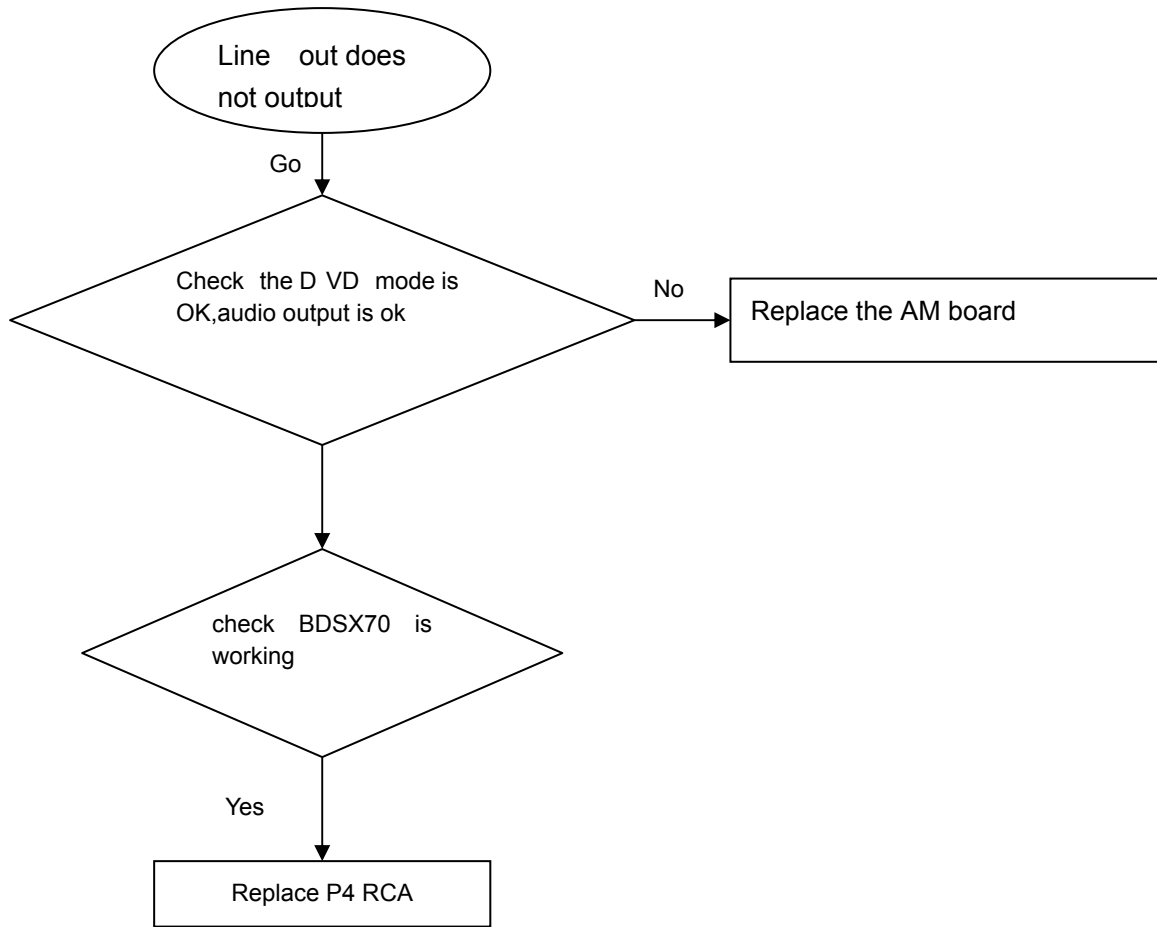 Line out does
not output
Go
Check the D VD mode is
OK,audio output is ok
No
Replace the AM board
check BDSX70 is
working
Yes
Replace P4 RCA